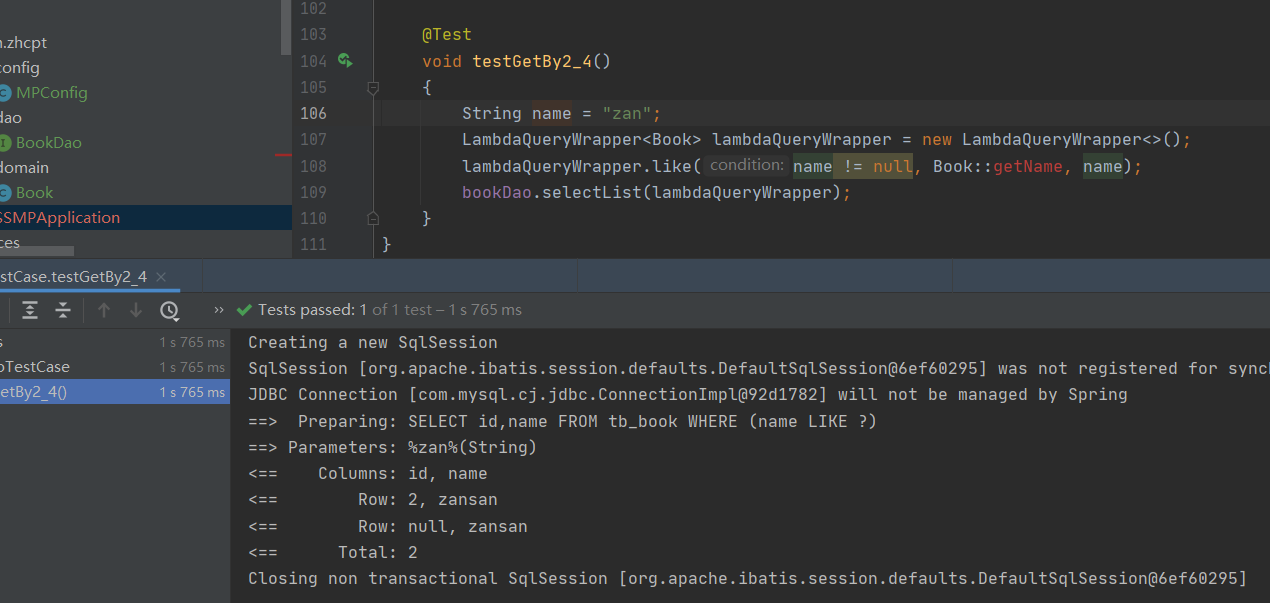 102
n.zhcpt
103 @Test
config
104 void testGetBy2_4()
MPConfig
105 {
dao
106 String name = "zan";
BookDao
107 LambdaQueryWrapper<Book> lambdaQueryWrapper = new LambdaQueryWrapper<>();
domain
108 lambdaQueryWrapper.like( condition: name != null, Book::getName, name);
Book
109 bookDao.selectList(lambdaQueryWrapper);
SSMPApplication
110 }
ces
111 }
stCase.testGetBy2_4 ×
» Tests passed: 1 of 1 test – 1 s 765 ms
s 1 s 765 ms
oTestCase 1 s 765 ms
etBy2_4() 1 s 765 ms
Creating a new SqlSession
SqlSession [org.apache.ibatis.session.defaults.DefaultSqlSession@6ef60295] was not registered for synch
JDBC Connection [com.mysql.cj.jdbc.ConnectionImpl@92d1782] will not be managed by Spring
==>  Preparing: SELECT id,name FROM tb_book WHERE (name LIKE ?)
==> Parameters: %zan%(String)
<==    Columns: id, name
<==        Row: 2, zansan
<==        Row: null, zansan
<==      Total: 2
Closing non transactional SqlSession [org.apache.ibatis.session.defaults.DefaultSqlSession@6ef60295]